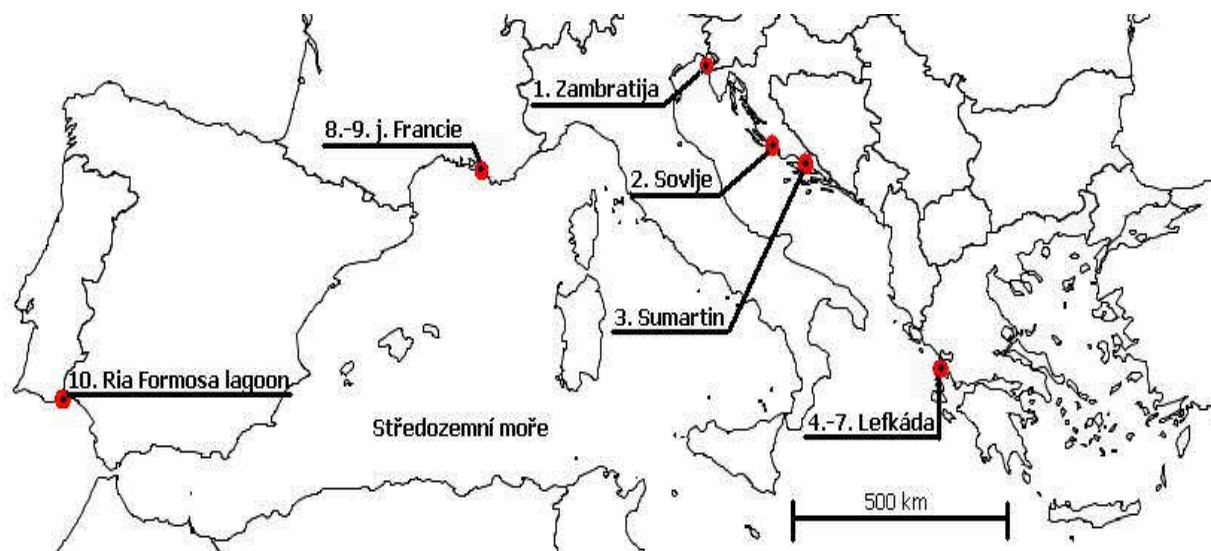 1. Zambratija
8.-9. j. Francie
2. Sovlje
3. Sumartin
10. Ria Formosa lagoon
Středozemní moře
4.-7. Lefkáda
500 km